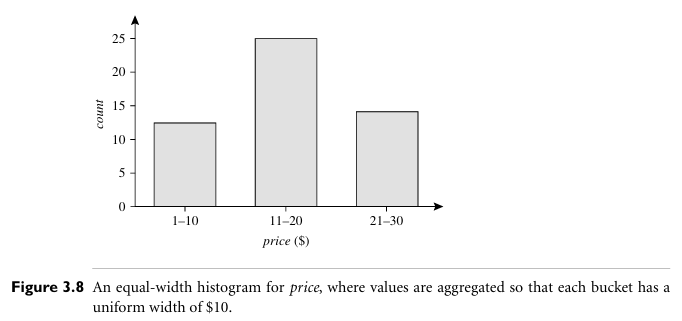 25
20
15
10
5
0
count
1–10
11–20
21–30
price ($)
Figure 3.8 An equal-width histogram for price, where values are aggregated so that each bucket has a
uniform width of $10.